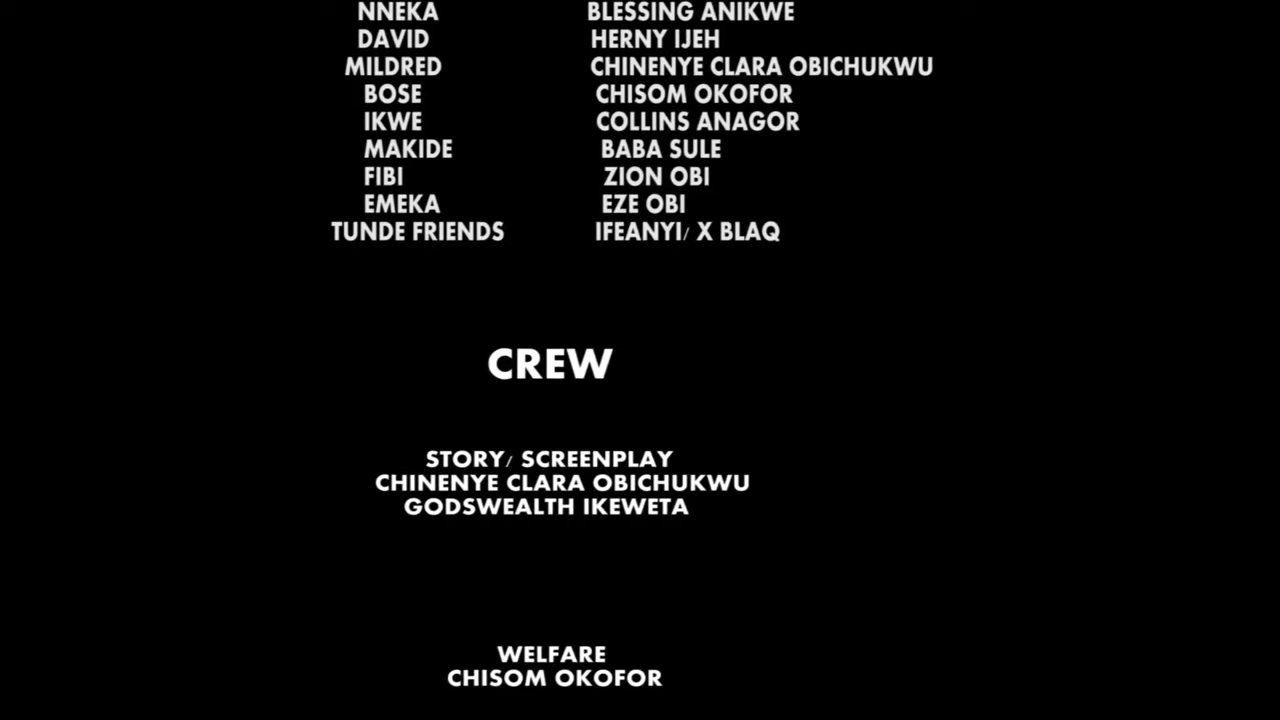 NNEKA BLESSING ANIKWE
DAVID HERNY IJEH
MILDRED CHINENYE CLARA OBICHUKWU
BOSE CHISOM OKOFOR
IKWE COLLINS ANAGOR
MAKIDE BABA SULE
FIBI ZION OBI
EMEKA EZE OBI
TUNDE FRIENDS IFEANYI/ X BLAQ
CREW
STORY/ SCREENPLAY
CHINENYE CLARA OBICHUKWU
GODSWEALTH IKEWETA
WELFARE
CHISOM OKOFOR